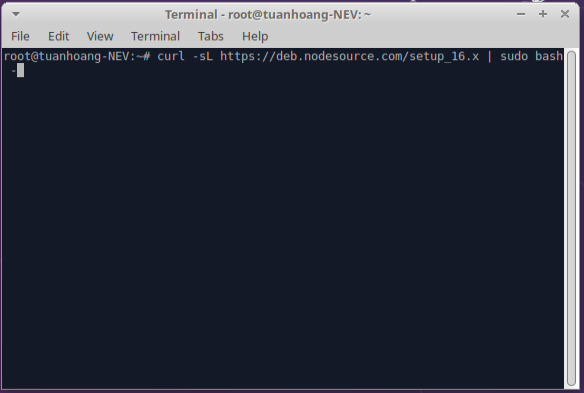 Terminal - root@tuanhoang-NEV: ~
File Edit View Terminal Tabs Help
root@tuanhoang-NEV:~# curl -sL https://deb.nodesource.com/setup_16.x | sudo bash
-